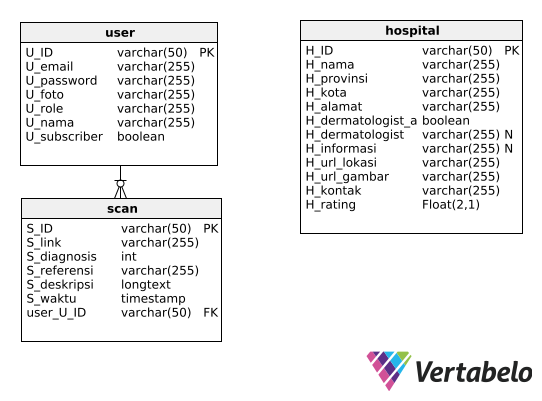 user
U_ID varchar(50) PK
U_email varchar(255)
U_password varchar(255)
U_foto varchar(255)
U_role varchar(255)
U_nama varchar(255)
U_subscriber boolean
scan
S_ID varchar(50) PK
S_link varchar(255)
S_diagnosis int
S_referensi varchar(255)
S_deskripsi longtext
S_waktu timestamp
user_U_ID varchar(50) FK
hospital
H_ID varchar(50) PK
H_nama varchar(255)
H_provinsi varchar(255)
H_kota varchar(255)
H_alamat varchar(255)
H_dermatologist_a boolean
H_dermatologist varchar(255) N
H_informasi varchar(255) N
H_url_lokasi varchar(255)
H_url_gambar varchar(255)
H_kontak varchar(255)
H_rating Float(2,1)
Vertabelo